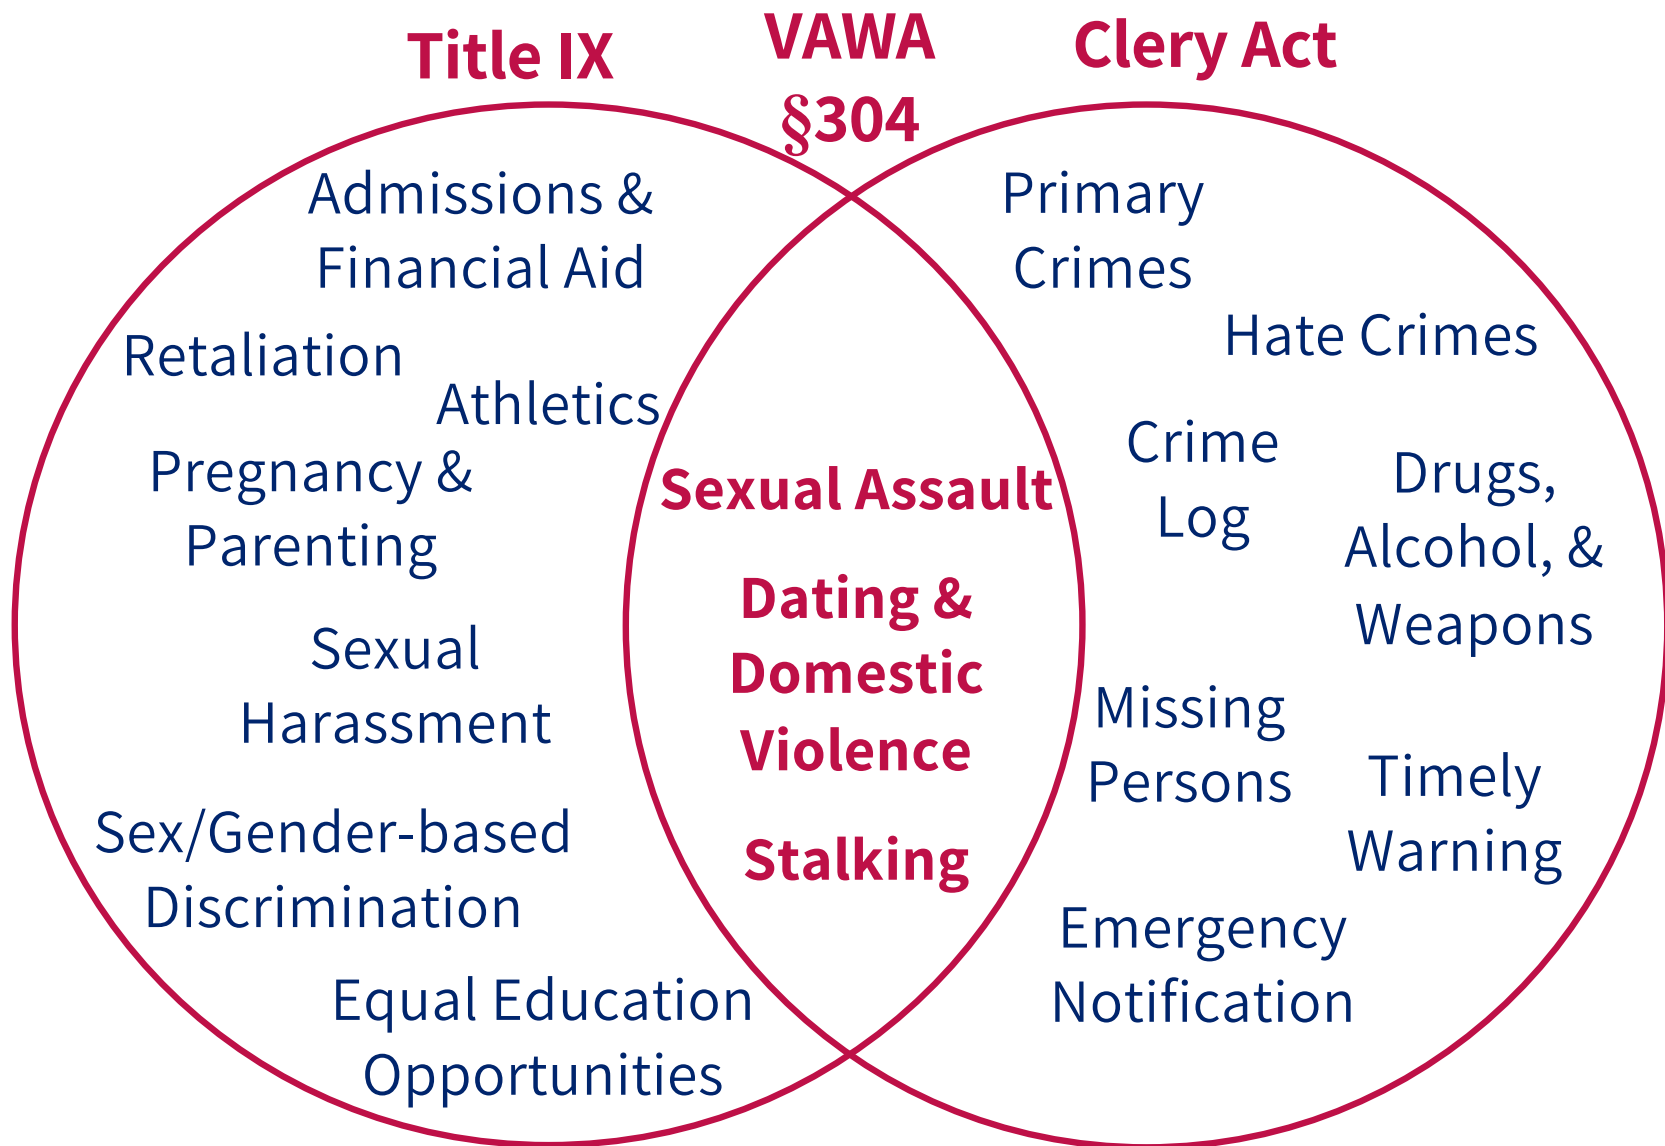 Title IX
VAWA
§304
Clery Act
Admissions &
Financial Aid
Retaliation
Athletics
Pregnancy &
Parenting
Sexual
Harassment
Sex/Gender-based
Discrimination
Equal Education
Opportunities
Sexual Assault
Dating &
Domestic
Violence
Stalking
Primary
Crimes
Hate Crimes
Crime
Log
Drugs,
Alcohol, &
Weapons
Missing
Persons
Timely
Warning
Emergency
Notification